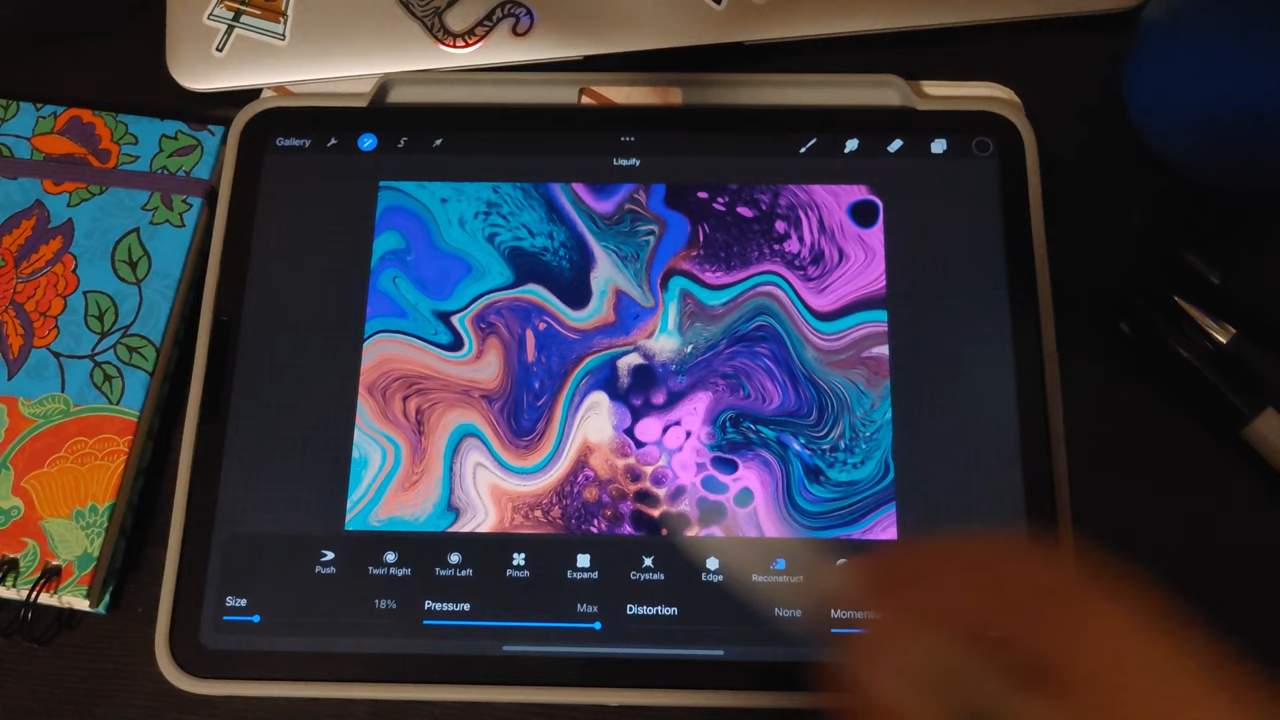 Gallery
Liquify
Push
Twirl Right
Twirl Left
Pinch
Expand
Crystals
Edge
Reconstruct
Size 18%
Pressure Max
Distortion None